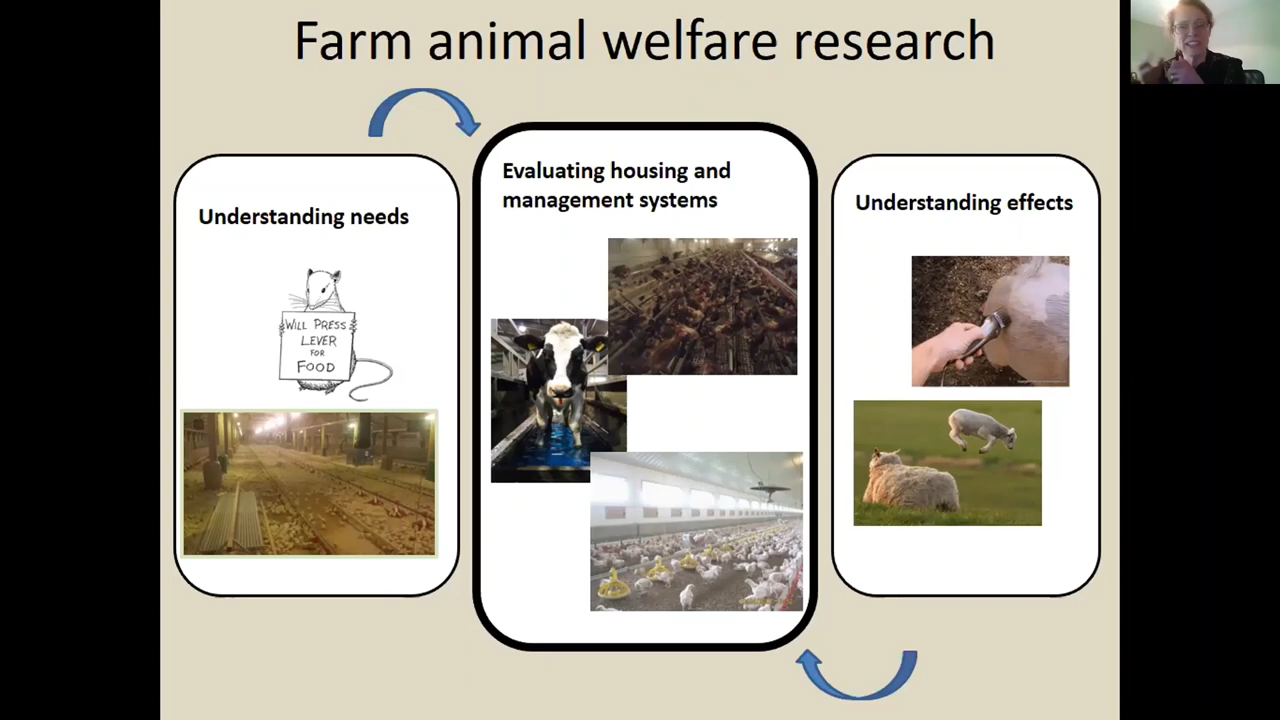 Farm animal welfare research
Understanding needs
WILL PRESS
LEVER
FOR
FOOD
Evaluating housing and
management systems
Understanding effects